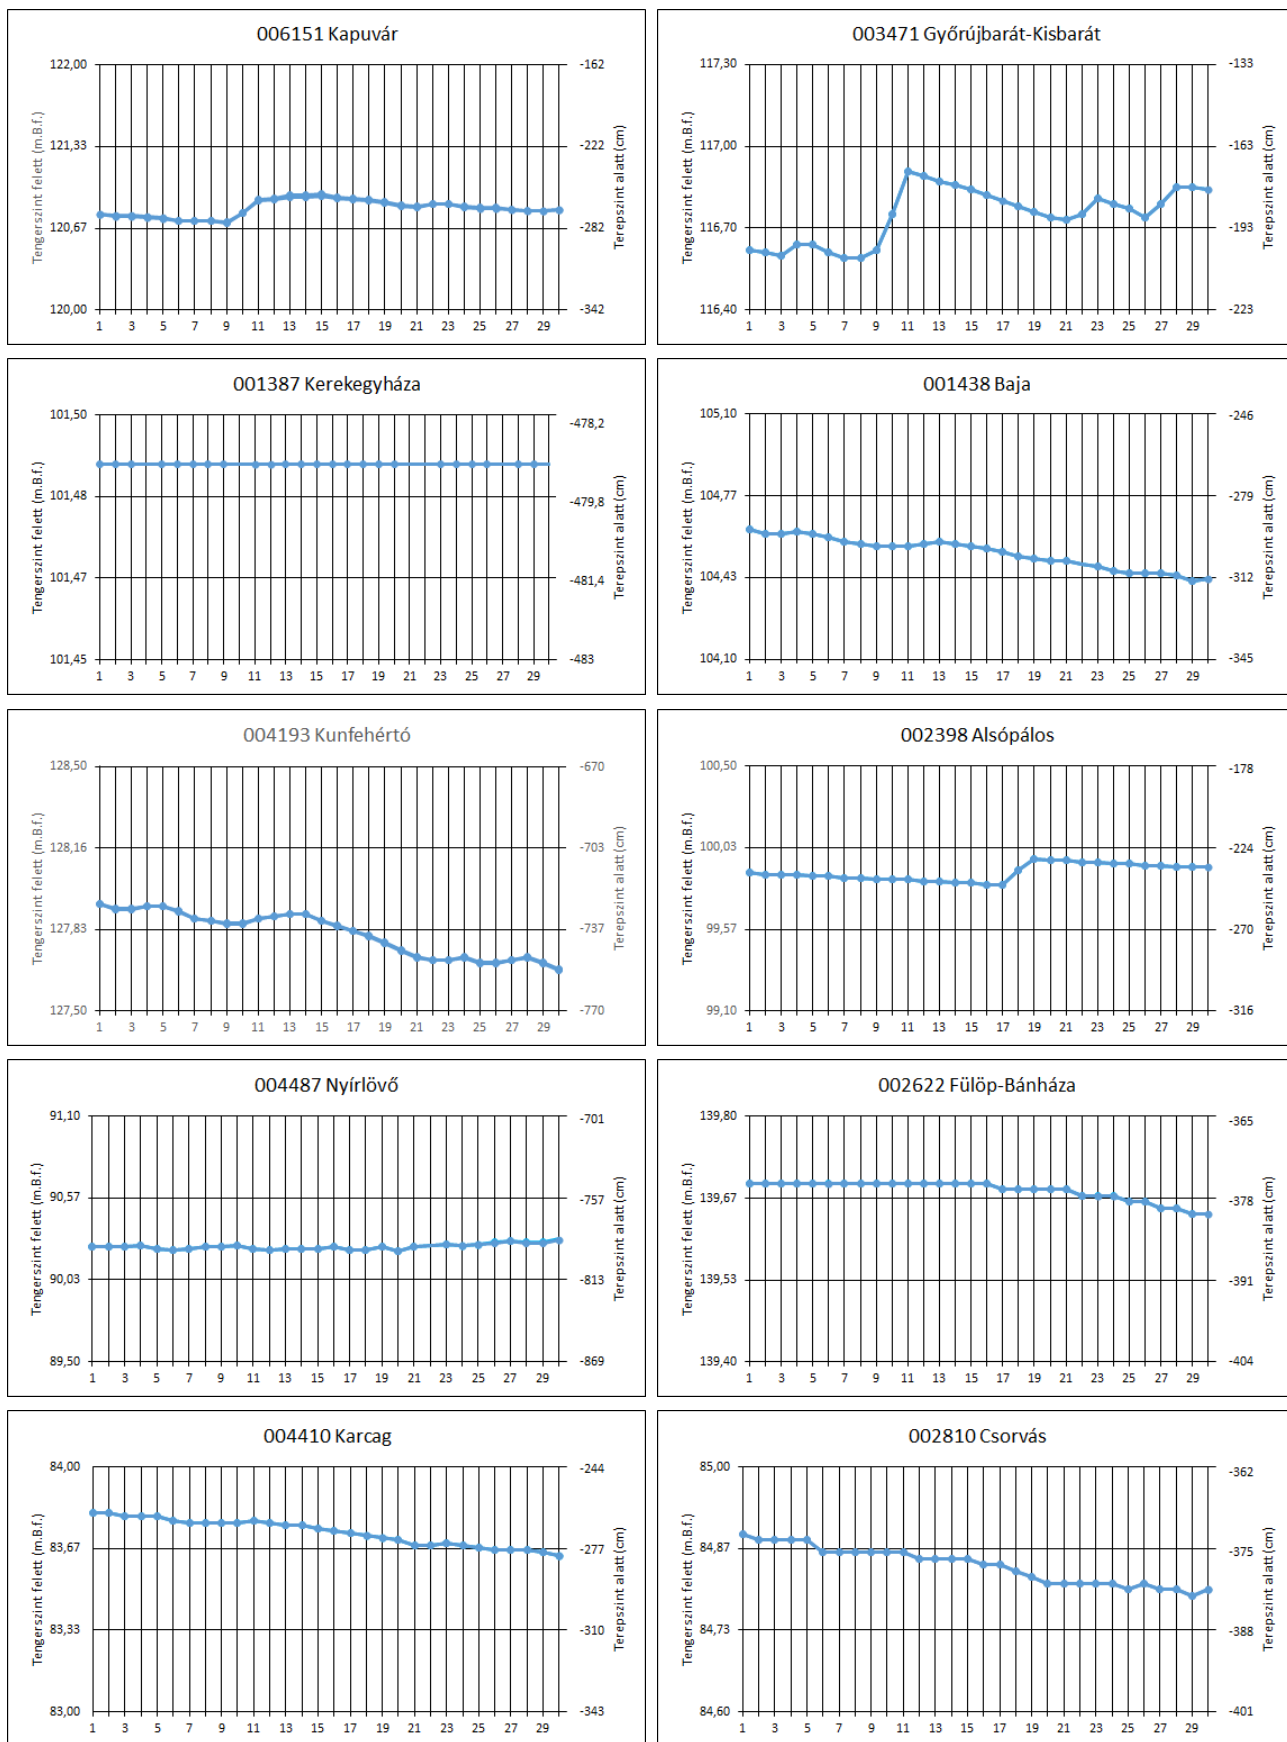 006151 Kapuvár
Tengerszint felett (m.B.f.)
122,00
121,33
120,67
120,00
-162
-222
-282
-342
Terepszint alatt (cm)
1 3 5 7 9 11 13 15 17 19 21 23 25 27 29
003471 Győrújbarát-Kisbarát
Tengerszint felett (m.B.f.)
117,30
117,00
116,70
116,40
-133
-163
-193
-223
Terepszint alatt (cm)
1 3 5 7 9 11 13 15 17 19 21 23 25 27 29
001387 Kerekegyháza
Tengerszint felett (m.B.f.)
101,50
101,48
101,47
101,45
-478,2
-479,8
-481,4
-483
Terepszint alatt (cm)
1 3 5 7 9 11 13 15 17 19 21 23 25 27 29
001438 Baja
Tengerszint felett (m.B.f.)
105,10
104,77
104,43
104,10
-246
-279
-312
-345
Terepszint alatt (cm)
1 3 5 7 9 11 13 15 17 19 21 23 25 27 29
004193 Kunfehértó
Tengerszint felett (m.B.f.)
128,50
128,16
127,83
127,50
-670
-703
-737
-770
Terepszint alatt (cm)
1 3 5 7 9 11 13 15 17 19 21 23 25 27 29
002398 Alsópálos
Tengerszint felett (m.B.f.)
100,50
100,03
99,57
99,10
-178
-224
-270
-316
Terepszint alatt (cm)
1 3 5 7 9 11 13 15 17 19 21 23 25 27 29
004487 Nyírlövő
Tengerszint felett (m.B.f.)
91,10
90,57
90,03
89,50
-701
-757
-813
-869
Terepszint alatt (cm)
1 3 5 7 9 11 13 15 17 19 21 23 25 27 29
002622 Fülöp-Bánháza
Tengerszint felett (m.B.f.)
139,80
139,67
139,53
139,40
-365
-378
-391
-404
Terepszint alatt (cm)
1 3 5 7 9 11 13 15 17 19 21 23 25 27 29
004410 Karcag
Tengerszint felett (m.B.f.)
84,00
83,67
83,33
83,00
-244
-277
-310
-343
Terepszint alatt (cm)
1 3 5 7 9 11 13 15 17 19 21 23 25 27 29
002810 Csorvás
Tengerszint felett (m.B.f.)
85,00
84,87
84,73
84,60
-362
-375
-388
-401
Terepszint alatt (cm)
1 3 5 7 9 11 13 15 17 19 21 23 25 27 29